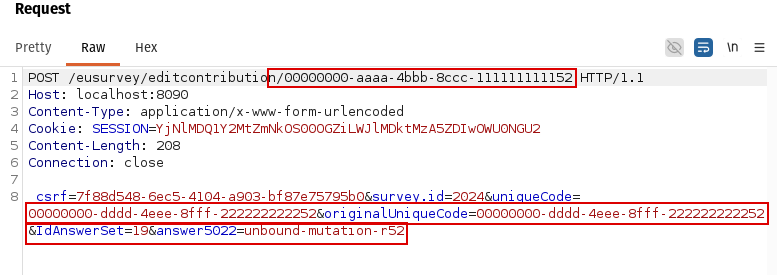 Request
Pretty Raw Hex \n
1 POST /eusurvey/editcontribution/00000000-aaaa-4bbb-8ccc-111111111152 HTTP/1.1
2 Host: localhost:8090
3 Content-Type: application/x-www-form-urlencoded
4 Cookie: SESSION=YjNlMDQ1Y2MtZmNkOS00OGZiLWJlMDktMzA5ZDIwOWU0NGU2
5 Content-Length: 208
6 Connection: close
7
8 _csrf=7f88d548-6ec5-4104-a903-bf87e75795b0&survey.id=2024&uniqueCode=
00000000-dddd-4eee-8fff-222222222252&originalUniqueCode=00000000-dddd-4eee-8fff-222222222252
&IdAnswerSet=19&answer5022=unbound-mutation-r52